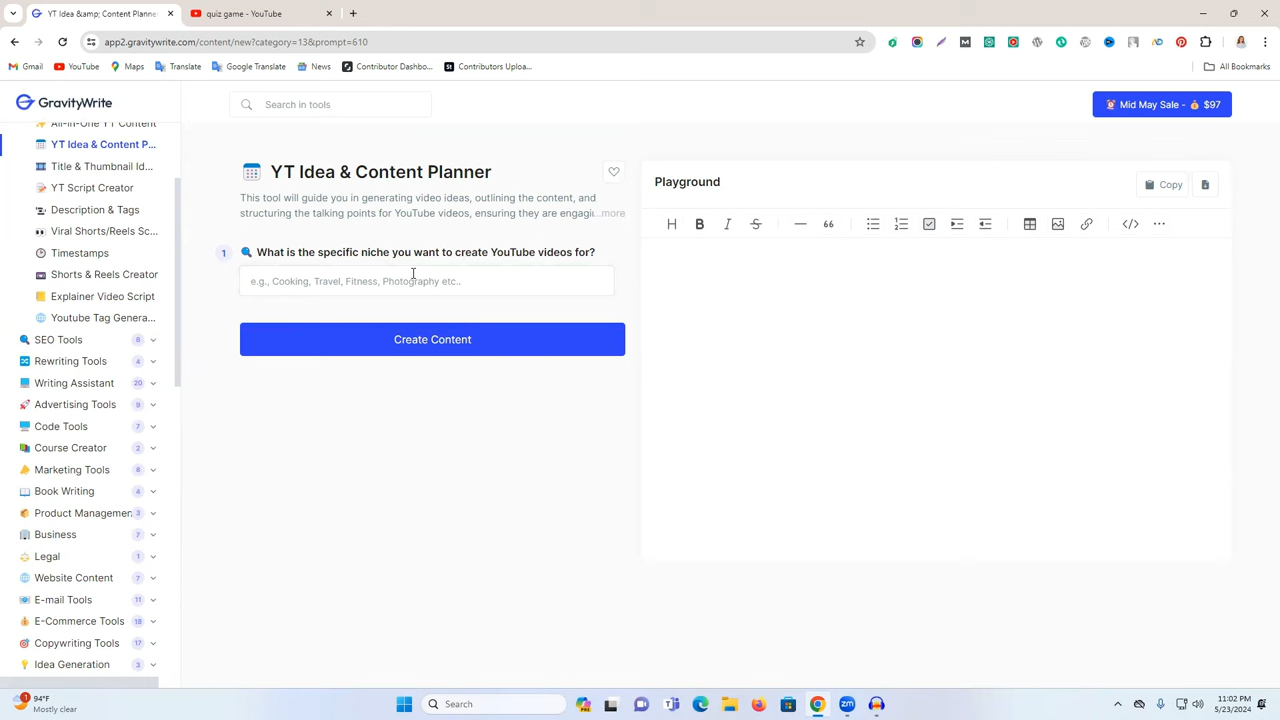 YT Idea &amp; Content Planner
quiz game - YouTube
app2.gravitywrite.com/content/new?category=13&prompt=610
Gmail
YouTube
Maps
Translate
Google Translate
News
Contributor Dashbo...
Contributors Uploa...
All Bookmarks
GravityWrite
Search in tools
Mid May Sale - 💰 $97
All-in-One YT Content
YT Idea & Content P...
Title & Thumbnail Id...
YT Script Creator
Description & Tags
Viral Shorts/Reels Sc...
Timestamps
Shorts & Reels Creator
Explainer Video Script
Youtube Tag Genera...
SEO Tools 8
Rewriting Tools 4
Writing Assistant 20
Advertising Tools 9
Code Tools 7
Course Creator 2
Marketing Tools 8
Book Writing 4
Product Managemen 3
Business 7
Legal 1
Website Content 7
E-mail Tools 11
E-Commerce Tools 18
Copywriting Tools 17
Idea Generation 3
YT Idea & Content Planner
This tool will guide you in generating video ideas, outlining the content, and
structuring the talking points for YouTube videos, ensuring they are engagi...more
1 What is the specific niche you want to create YouTube videos for?
e.g., Cooking, Travel, Fitness, Photography etc..
Create Content
Playground
Copy
H B I S
94°F
Mostly clear
Search
11:02 PM
5/23/2024